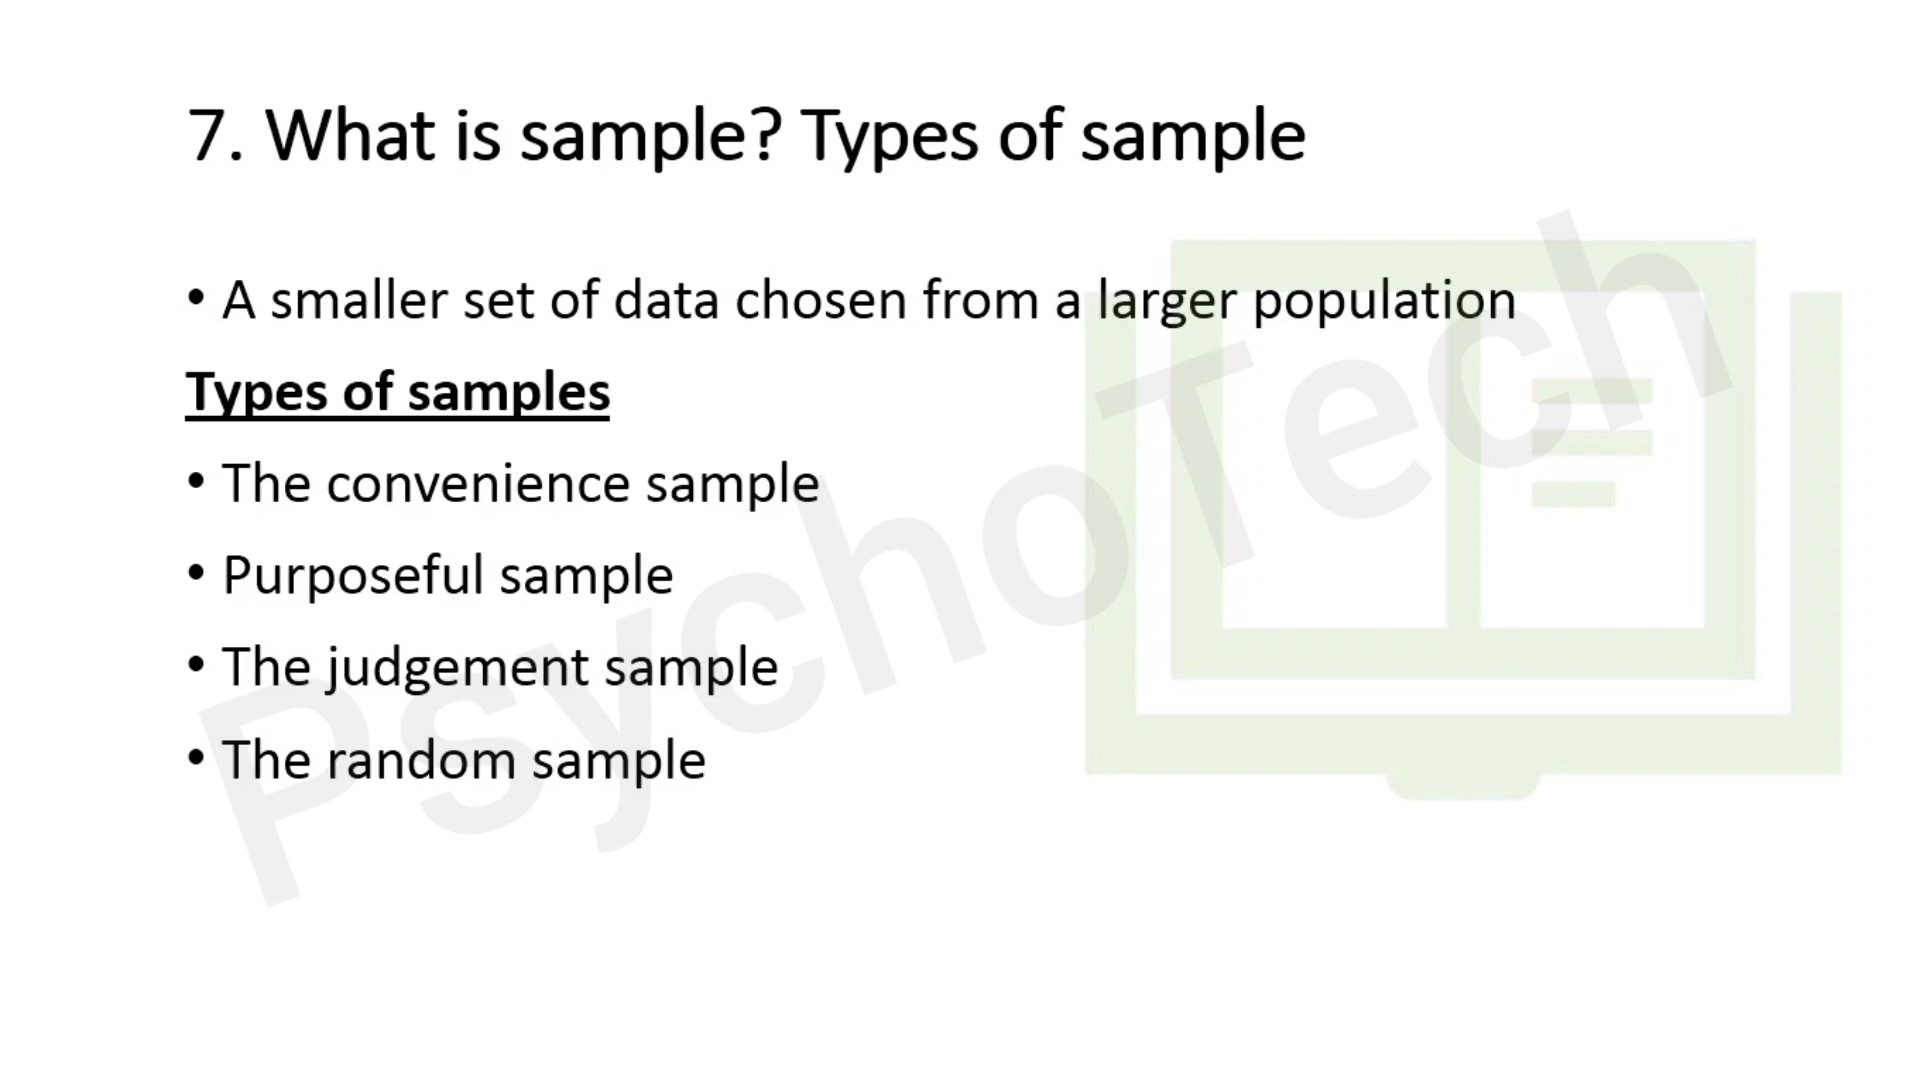 7. What is sample? Types of sample
• A smaller set of data chosen from a larger population
Types of samples
• The convenience sample
• Purposeful sample
• The judgement sample
• The random sample
PsychoTech